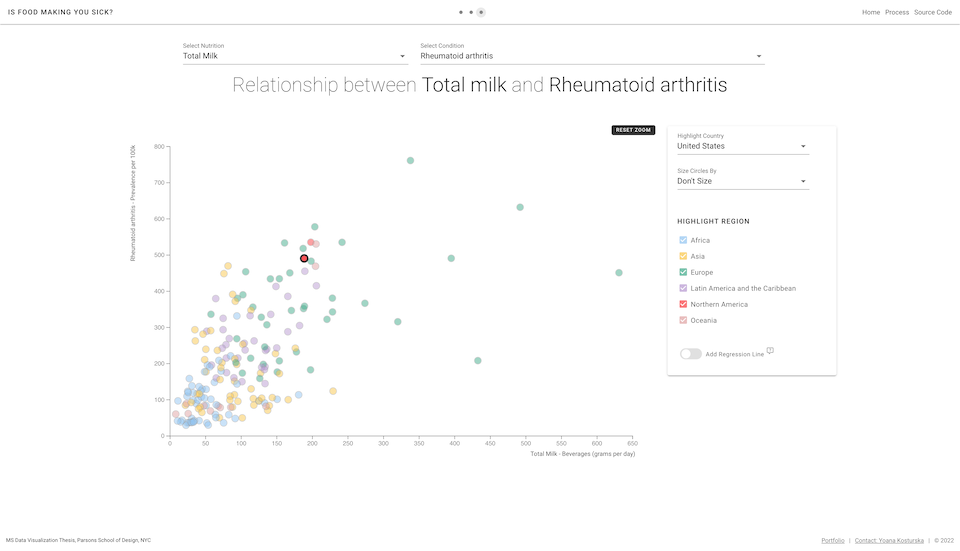 IS FOOD MAKING YOU SICK?
Home Process Source Code
Select Nutrition
Total Milk
Select Condition
Rheumatoid arthritis
Relationship between Total milk and Rheumatoid arthritis
RESET ZOOM
Rheumatoid arthritis - Prevalence per 100k
800
700
600
500
400
300
200
100
0
0 50 100 150 200 250 300 350 400 450 500 550 600 650
Total Milk - Beverages (grams per day)
Highlight Country
United States
Size Circles By
Don't Size
HIGHLIGHT REGION
Africa
Asia
Europe
Latin America and the Caribbean
Northern America
Oceania
Add Regression Line
MS Data Visualization Thesis, Parsons School of Design, NYC
Portfolio | Contact: Yoana Kosturska | © 2022